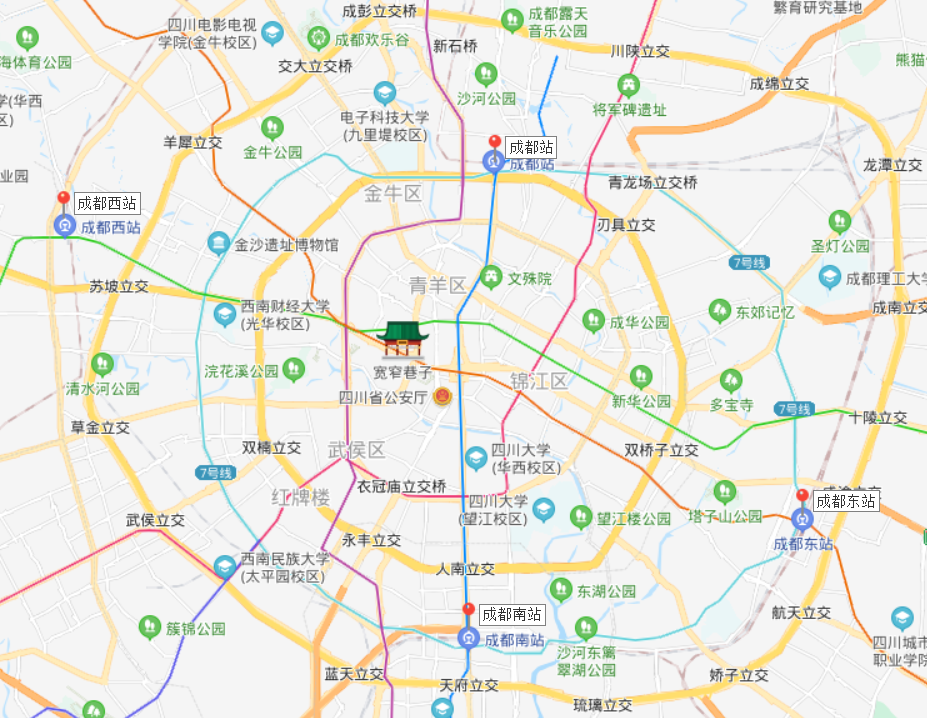 成彭立交桥
四川电影电视
学院(金牛校区)
成都欢乐谷
成都露天
音乐公园
繁育研究基地
新石桥
川陕立交
海体育公园
交大立交桥
成绵立交
熊猫
沙河公园
学(华西
区)
电子科技大学
(九里堤校区)
将军碑遗址
羊犀立交
金牛公园
成都站
成都站
龙潭立交
业园
青龙场立交桥
金牛区
成都西站
成都西站
刃具立交
金沙遗址博物馆
圣灯公园
7号线
文殊院
成都理工大学
苏坡立交
青羊区
西南财经大学
(光华校区)
成华公园
东郊记忆
成南立交
宽窄巷子
浣花溪公园
清水河公园
锦江区
四川省公安厅
新华公园
多宝寺
7号线
十陵立交
草金立交
双楠立交
武侯区
四川大学
(华西校区)
双桥子立交
7号线
红牌楼
衣冠庙立交桥
四川大学
(望江校区)
成都东站
武侯立交
望江楼公园
塔子山公园
成都东站
永丰立交
西南民族大学
(太平园校区)
人南立交
东湖公园
成都南站
成都南站
航天立交
簇锦公园
沙河东篱
翠湖公园
四川城市
职业学院
蓝天立交
天府立交
娇子立交
琉璃立交